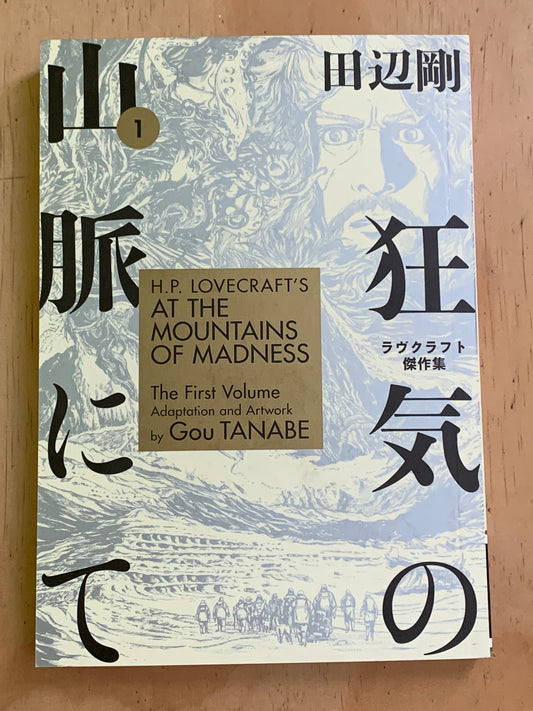 田辺剛
狂気の
山脈にて
1
ラヴクラフト
傑作集
H.P. LOVECRAFT'S
AT THE
MOUNTAINS
OF MADNESS
The First Volume
Adaptation and Artwork
by Gou TANABE